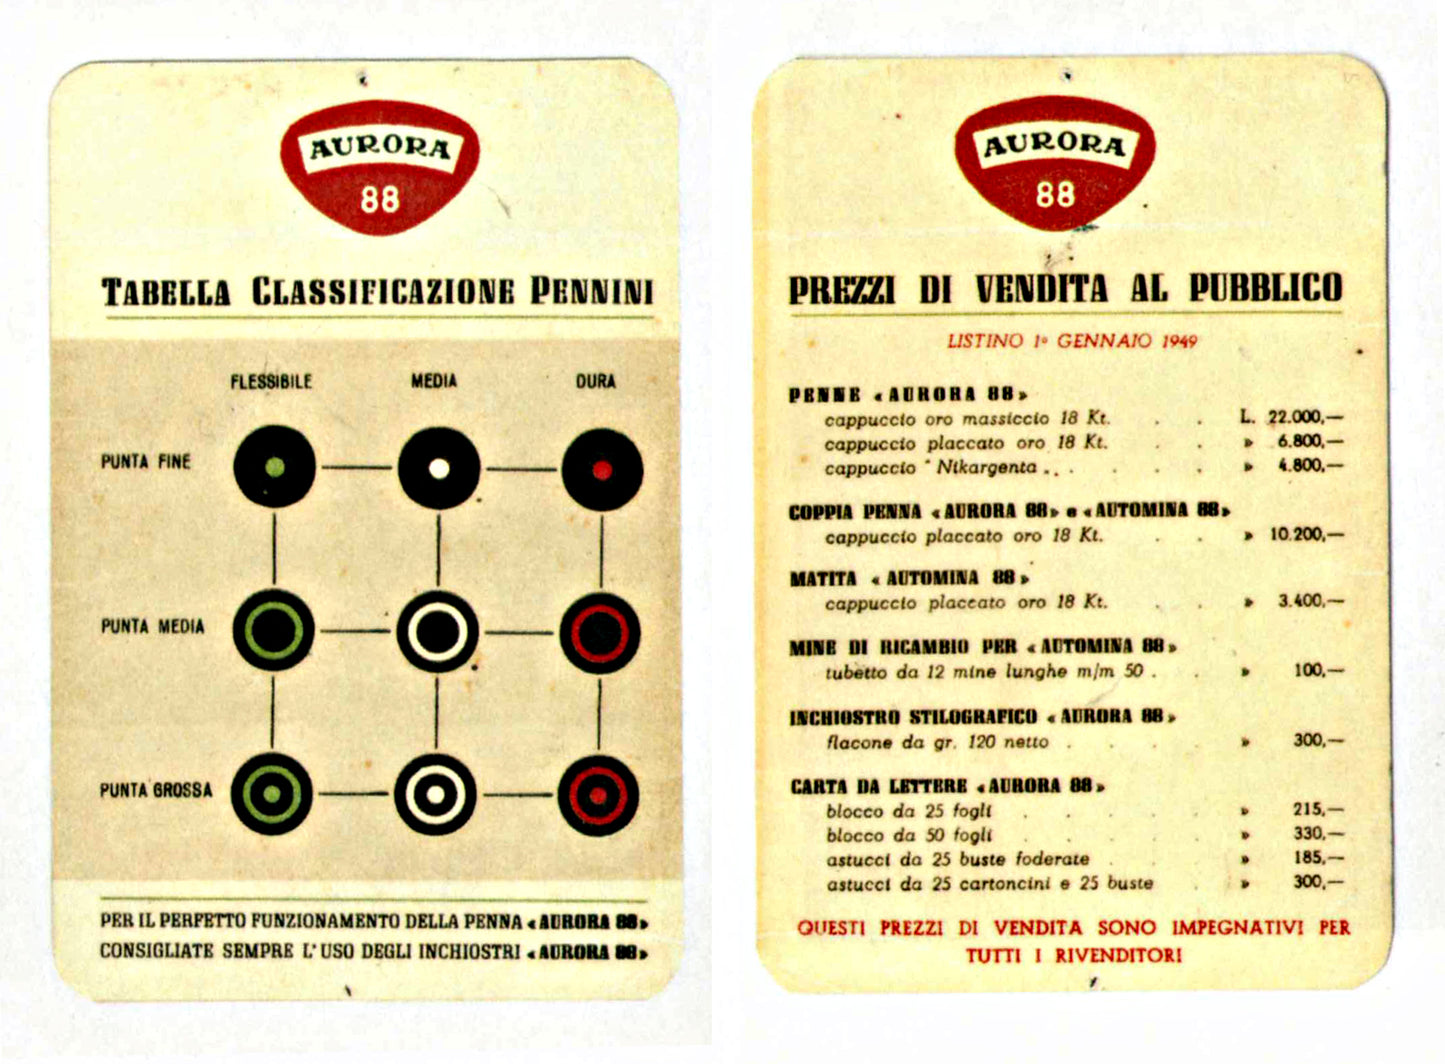 AURORA
88
TABELLA CLASSIFICAZIONE PENNINI
FLESSIBILE MEDIA DURA
PUNTA FINE
PUNTA MEDIA
PUNTA GROSSA
PER IL PERFETTO FUNZIONAMENTO DELLA PENNA «AURORA 88»
CONSIGLIATE SEMPRE L'USO DEGLI INCHIOSTRI «AURORA 88»
AURORA
88
PREZZI DI VENDITA AL PUBBLICO
LISTINO 1° GENNAIO 1949
PENNE «AURORA 88»
cappuccio oro massiccio 18 Kt. . . L. 22.000,—
cappuccio placcato oro 18 Kt. . . » 6.800,—
cappuccio Nikargenta . . . . . . » 4.800,—
COPPIA PENNA «AURORA 88» e «AUTOMINA 88»
cappuccio placcato oro 18 Kt. . . » 10.200,—
MATITA «AUTOMINA 88»
cappuccio placcato oro 18 Kt. . . » 3.400,—
MINE DI RICAMBIO PER «AUTOMINA 88»
tubetto da 12 mine lunghe m/m 50 . . » 100,—
INCHIOSTRO STILOGRAFICO «AURORA 88»
flacone da gr. 120 netto . . . . » 300,—
CARTA DA LETTERE «AURORA 88»
blocco da 25 fogli . . . . . » 215,—
blocco da 50 fogli . . . . . » 330,—
astucci da 25 buste foderate . . . » 185,—
astucci da 25 cartoncini e 25 buste . » 300,—
QUESTI PREZZI DI VENDITA SONO IMPEGNATIVI PER
TUTTI I RIVENDITORI